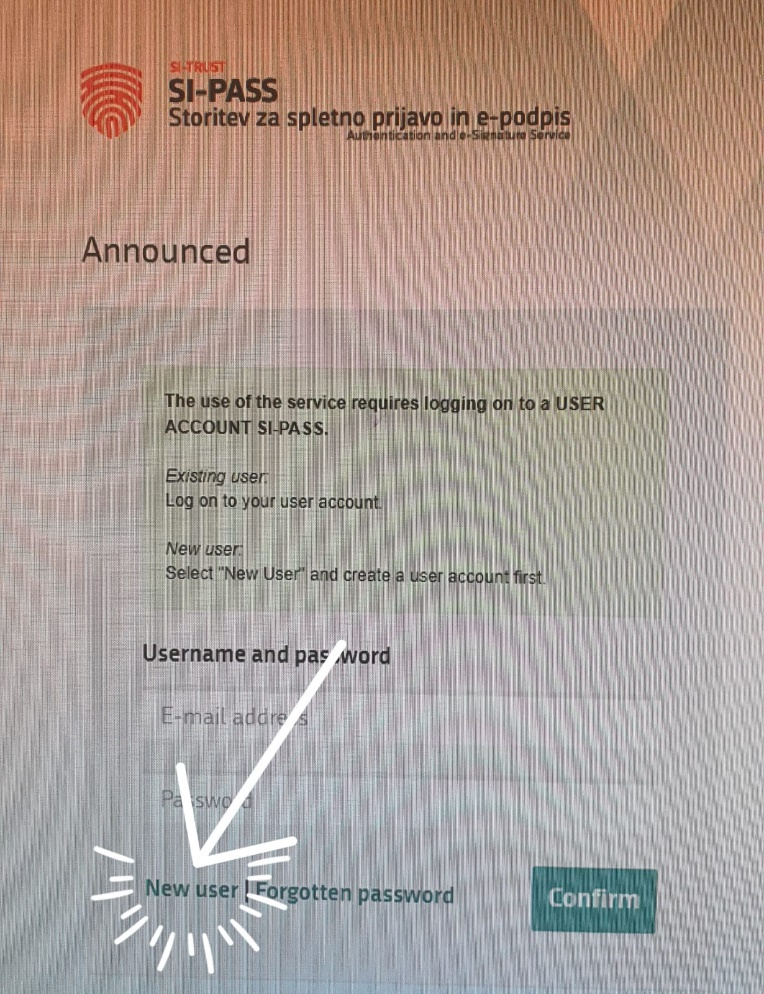 SI-TRUST
SI-PASS
Storitev za spletno prijavo in e-podpis
Authentication and e-Signature Service
Announced
The use of the service requires logging on to a USER
ACCOUNT SI-PASS.
Existing user:
Log on to your user account.
New user:
Select "New User" and create a user account first.
Username and password
E-mail address
Password
New user | Forgotten password
Confirm